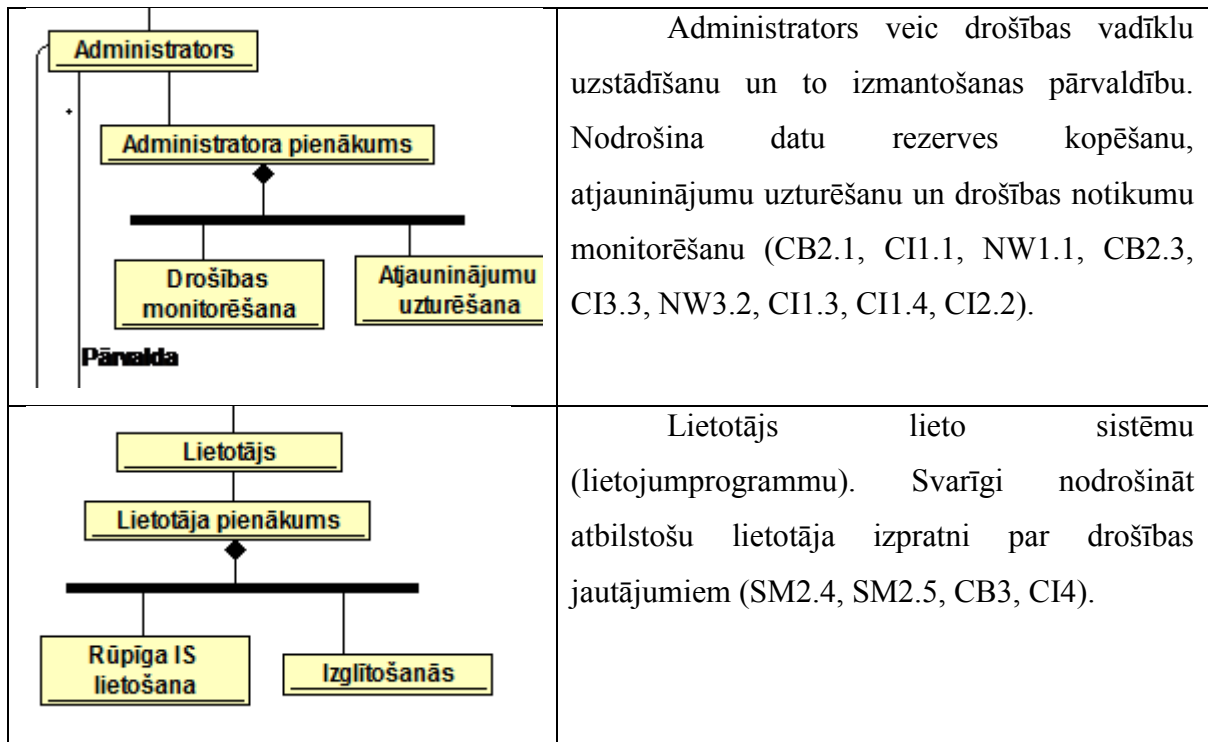 Administrators
Administratora pienākums
Drošības
monitorēšana
Atjauninājumu
uzturēšana
Pārvalda
Administrators veic drošības vadīklu
uzstādīšanu un to izmantošanas pārvaldību.
Nodrošina datu rezerves kopēšanu,
atjauninājumu uzturēšanu un drošības notikumu
monitorēšanu (CB2.1, CI1.1, NW1.1, CB2.3,
CI3.3, NW3.2, CI1.3, CI1.4, CI2.2).
Lietotājs
Lietotāja pienākums
Rūpīga IS
lietošana
Izglītošanās
Lietotājs lieto sistēmu
(lietojumprogrammu). Svarīgi nodrošināt
atbilstošu lietotāja izpratni par drošības
jautājumiem (SM2.4, SM2.5, CB3, CI4).